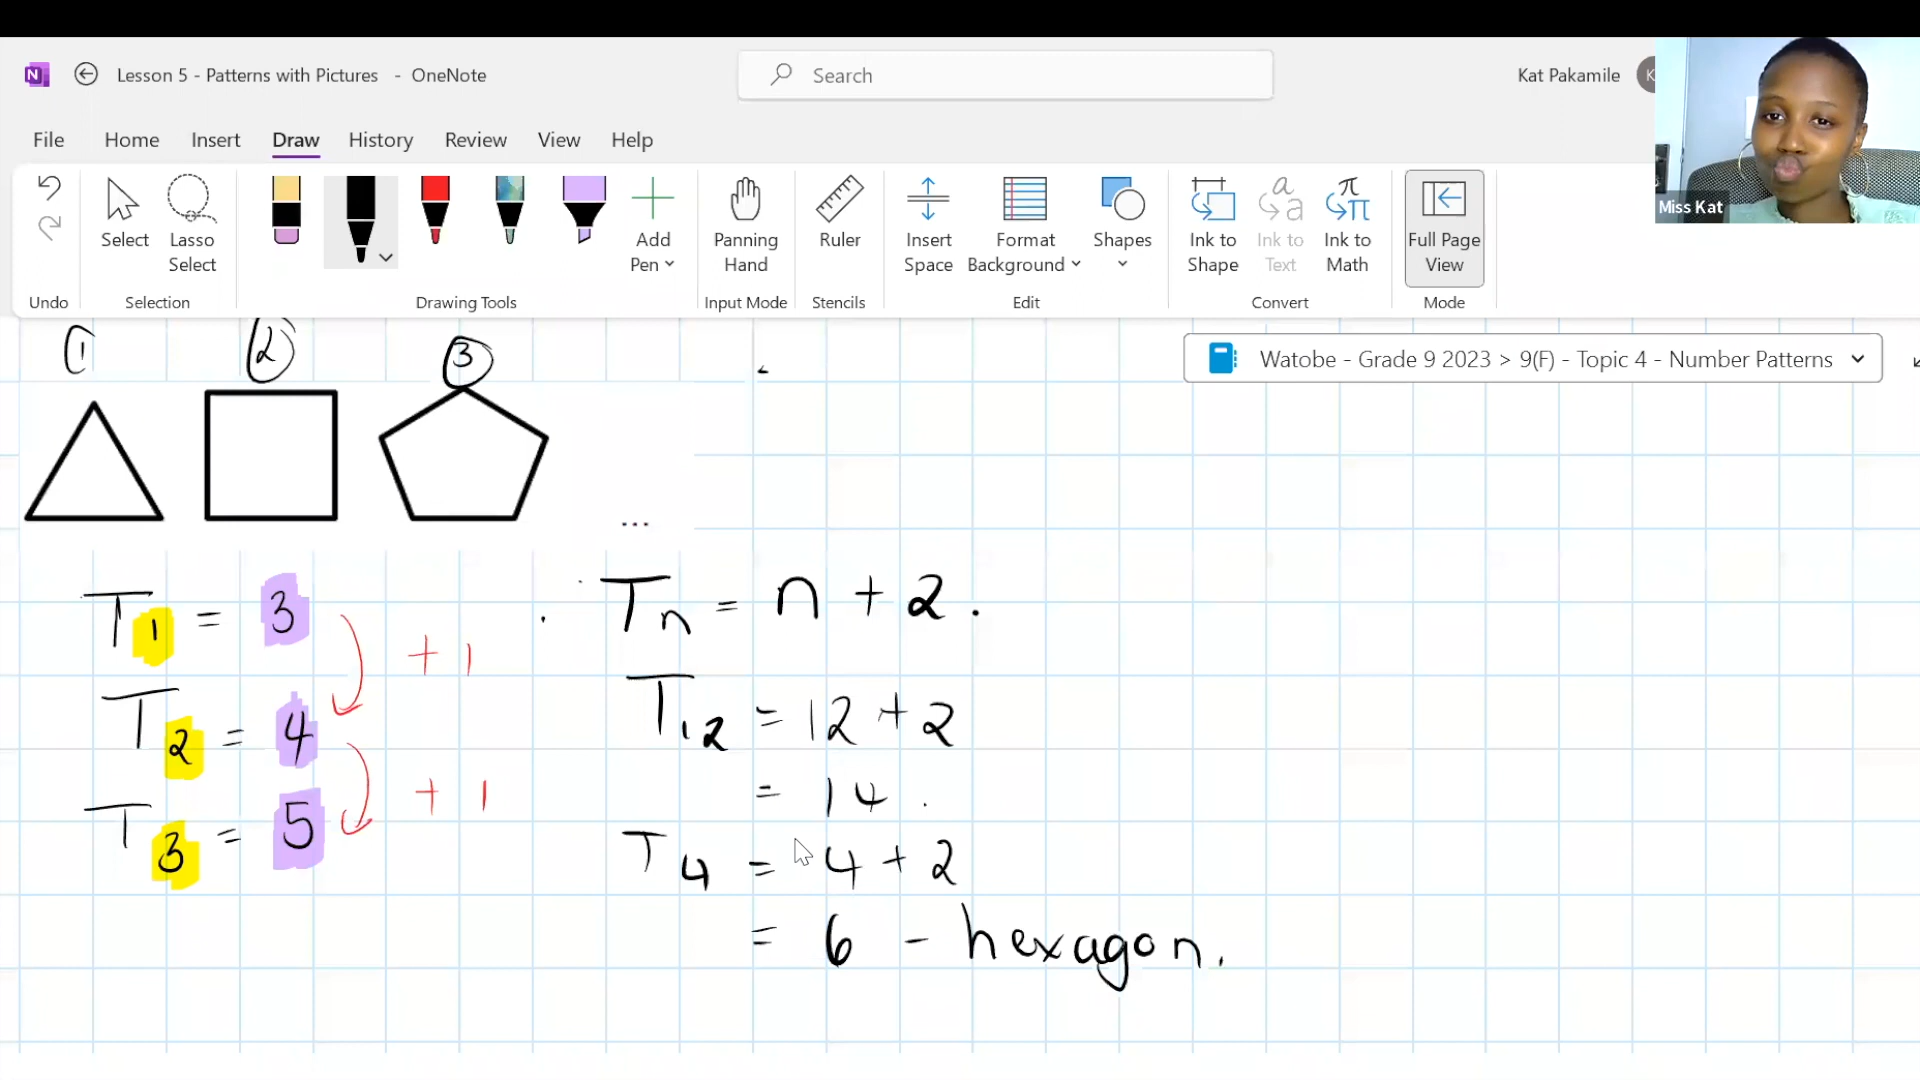 Lesson 5 - Patterns with Pictures - OneNote
Search
Kat Pakamile
K
Miss Kat
File Home Insert Draw History Review View Help
Select
Lasso Select
Add Pen
Panning Hand
Ruler
Insert Space
Format Background
Shapes
Ink to Shape
Ink to Text
Ink to Math
Full Page View
Undo Selection Drawing Tools Input Mode Stencils Edit Convert Mode
Watobe - Grade 9 2023 > 9(F) - Topic 4 - Number Patterns
1 2 3
...
T1 = 3
+ 1
T2 = 4
+ 1
T3 = 5
Tn = n + 2.
T12 = 12 + 2
= 14.
T4 = 4 + 2
= 6 - hexagon.